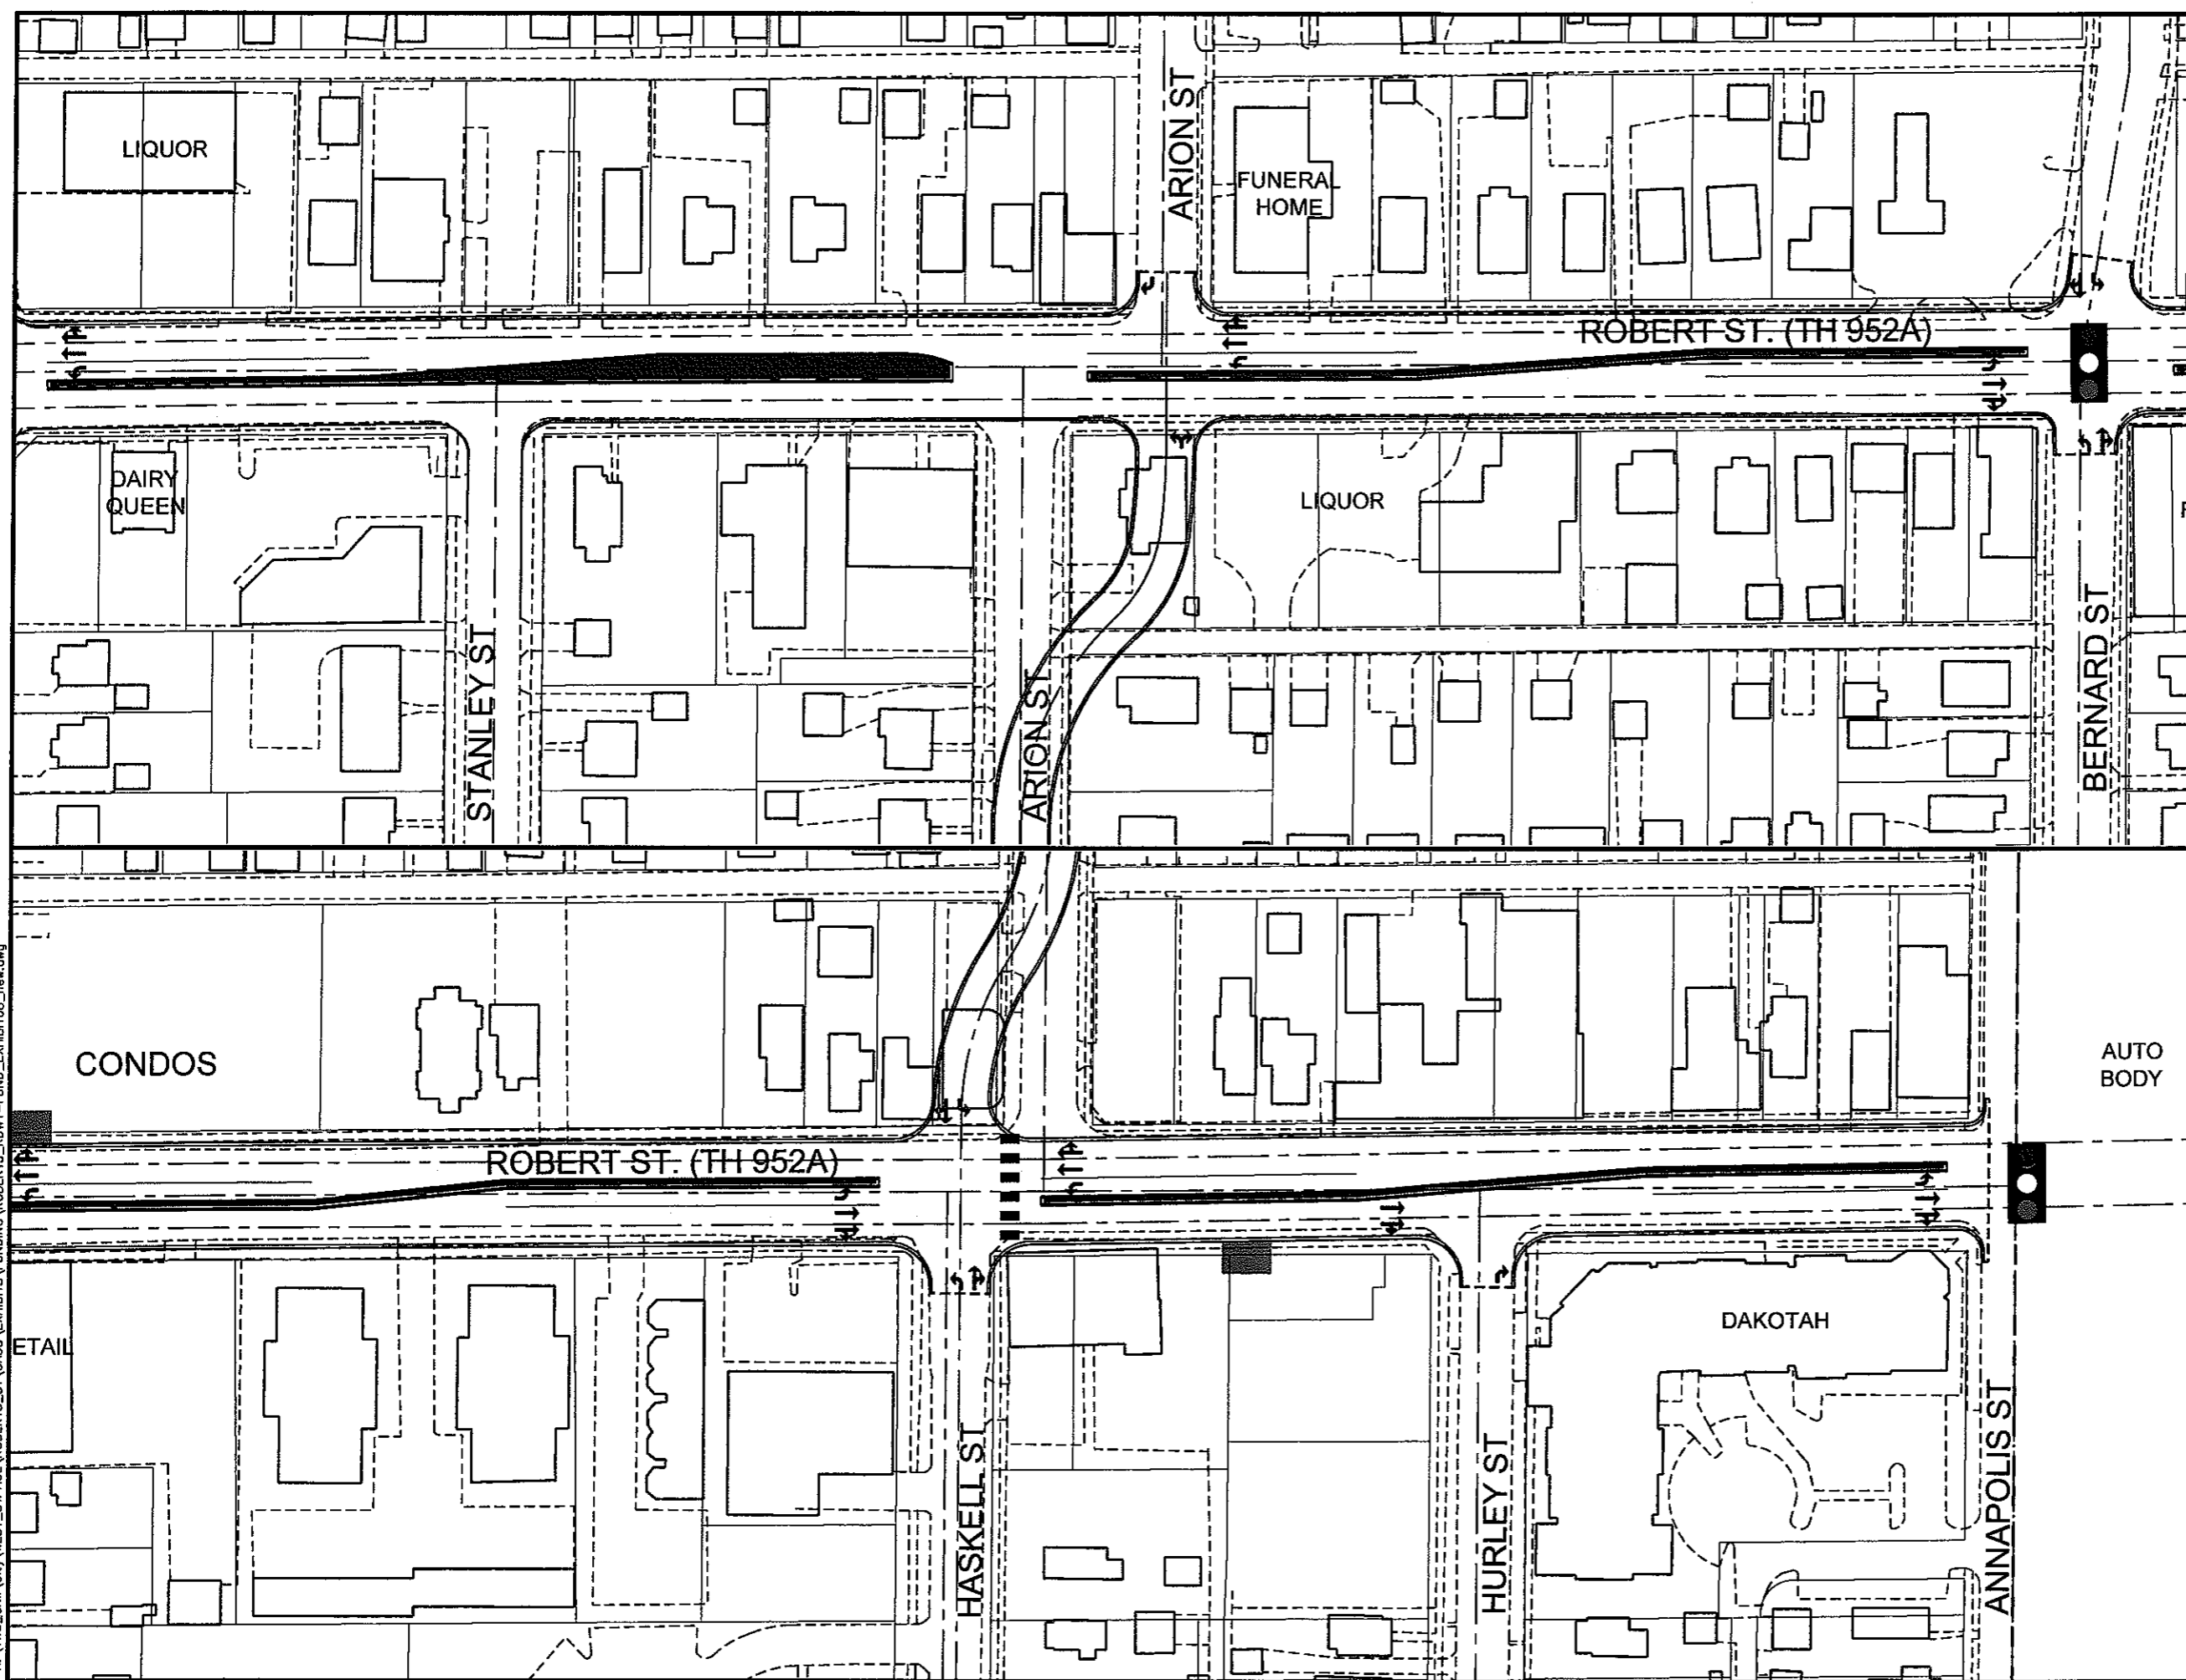 LIQUOR
ARION ST
FUNERAL
HOME
ROBERT ST. (TH 952A)
DAIRY
QUEEN
LIQUOR
STANLEY ST
ARION ST
BERNARD ST
CONDOS
AUTO
BODY
ROBERT ST. (TH 952A)
ETAIL
DAKOTAH
HASKELL ST
HURLEY ST
ANNAPOLIS ST